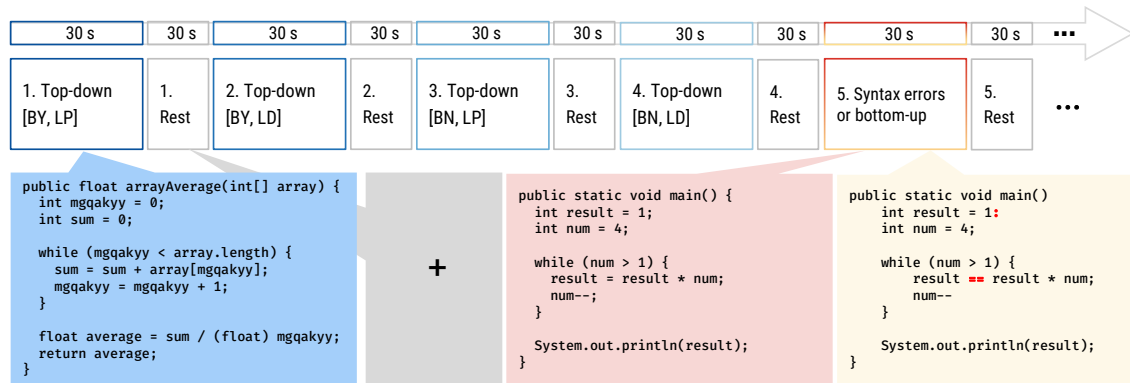 30 s 30 s 30 s 30 s 30 s 30 s 30 s 30 s 30 s 30 s ...
1. Top-down
[BY, LP]
1.
Rest
2. Top-down
[BY, LD]
2.
Rest
3. Top-down
[BN, LP]
3.
Rest
4. Top-down
[BN, LD]
4.
Rest
5. Syntax errors
or bottom-up
5.
Rest
...
public float arrayAverage(int[] array) {
  int mgqakyy = 0;
  int sum = 0;

  while (mgqakyy < array.length) {
    sum = sum + array[mgqakyy];
    mgqakyy = mgqakyy + 1;
  }

  float average = sum / (float) mgqakyy;
  return average;
}
+
public static void main() {
  int result = 1;
  int num = 4;

  while (num > 1) {
    result = result * num;
    num--;
  }

  System.out.println(result);
}
public static void main()
    int result = 1:
    int num = 4;

    while (num > 1) {
        result == result * num;
        num--
    }

    System.out.println(result);
}